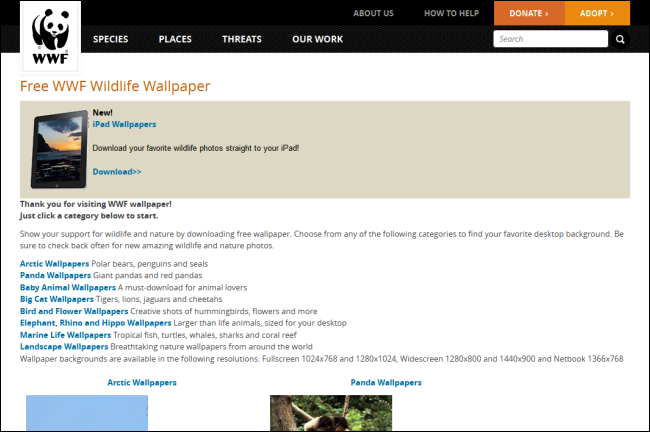 ABOUT US HOW TO HELP DONATE › ADOPT ›
WWF
SPECIES PLACES THREATS OUR WORK Search
Free WWF Wildlife Wallpaper
New!
iPad Wallpapers
Download your favorite wildlife photos straight to your iPad!
Download>>
Thank you for visiting WWF wallpaper!
Just click a category below to start.
Show your support for wildlife and nature by downloading free wallpaper. Choose from any of the following categories to find your favorite desktop background. Be
sure to check back often for new amazing wildlife and nature photos.
Arctic Wallpapers Polar bears, penguins and seals
Panda Wallpapers Giant pandas and red pandas
Baby Animal Wallpapers A must-download for animal lovers
Big Cat Wallpapers Tigers, lions, jaguars and cheetahs
Bird and Flower Wallpapers Creative shots of hummingbirds, flowers and more
Elephant, Rhino and Hippo Wallpapers Larger than life animals, sized for your desktop
Marine Life Wallpapers Tropical fish, turtles, whales, sharks and coral reef
Landscape Wallpapers Breathtaking nature wallpapers from around the world
Wallpaper backgrounds are available in the following resolutions: Fullscreen 1024x768 and 1280x1024, Widescreen 1280x800 and 1440x900 and Netbook 1366x768
Arctic Wallpapers Panda Wallpapers